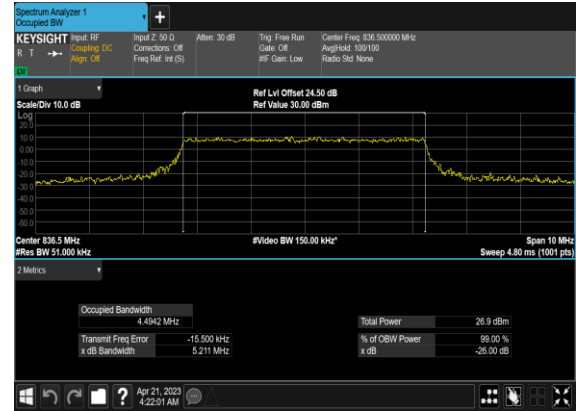 Spectrum Analyzer 1
Occupied BW
+
KEYSIGHT Input: RF
R T Coupling: DC
Align: Off
Input Z: 50 Ω
Corrections: Off
Freq Ref: Int (S)
Atten: 30 dB
Trig: Free Run
Gate: Off
#IF Gain: Low
Center Freq: 836.500000 MHz
Avg|Hold: 100/100
Radio Std: None
LV
1 Graph
Scale/Div 10.0 dB
Ref Lvl Offset 24.50 dB
Ref Value 30.00 dBm
Log
20.0
10.0
0.00
-10.0
-20.0
-30.0
-40.0
-50.0
-60.0
Center 836.5 MHz
#Res BW 51.000 kHz
#Video BW 150.00 kHz*
Span 10 MHz
Sweep 4.80 ms (1001 pts)
2 Metrics
Occupied Bandwidth
4.4942 MHz
Total Power 26.9 dBm
Transmit Freq Error -15.500 kHz
% of OBW Power 99.00 %
x dB Bandwidth 5.211 MHz
x dB -26.00 dB
?
Apr 21, 2023
4:22:01 AM